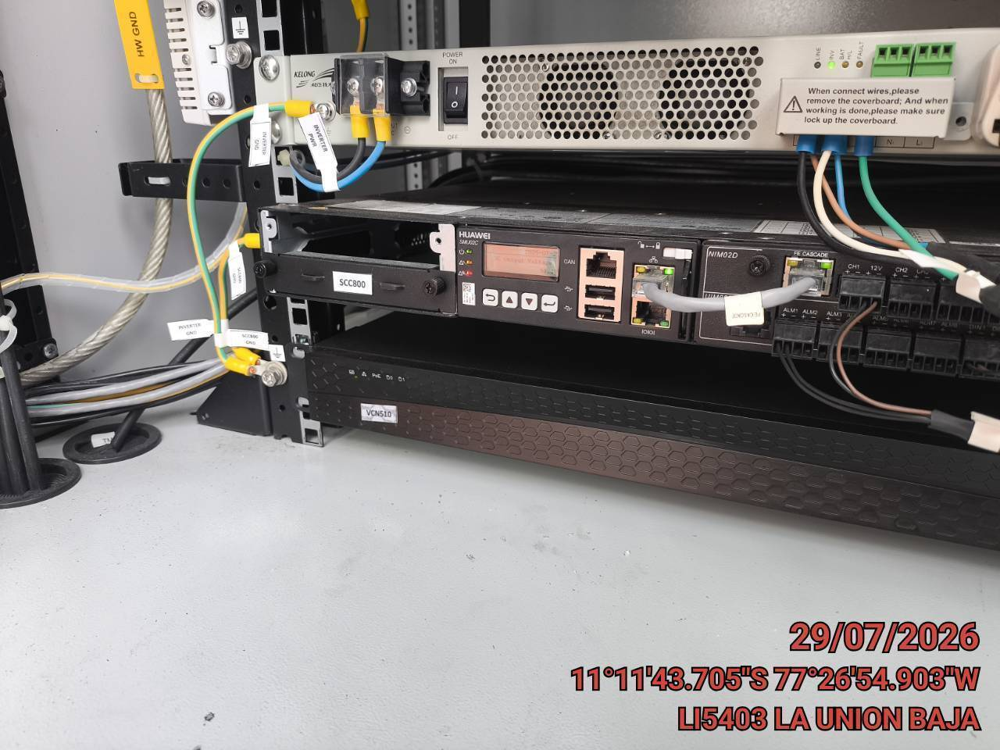 HW GND
KELONG
POWER
ON
OFF
LINE
INV
BAT
H/L
FAULT
When connect wires,please
remove the coverboard; And when
working is done,please make sure
lock up the coverboard.
INVERTER
GND
INVERTER
PWR
HUAWEI
SMU02C
CAN
SCC800
NIM02D
FE CASCADE
FE CASCADE
CH1 12V CH2
ALM1 ALM2 ALM3
INVERTER
GND
SCC800
GND
PoE
VCN510
29/07/2026
11°11'43.705"S 77°26'54.903"W
LI5403 LA UNION BAJA